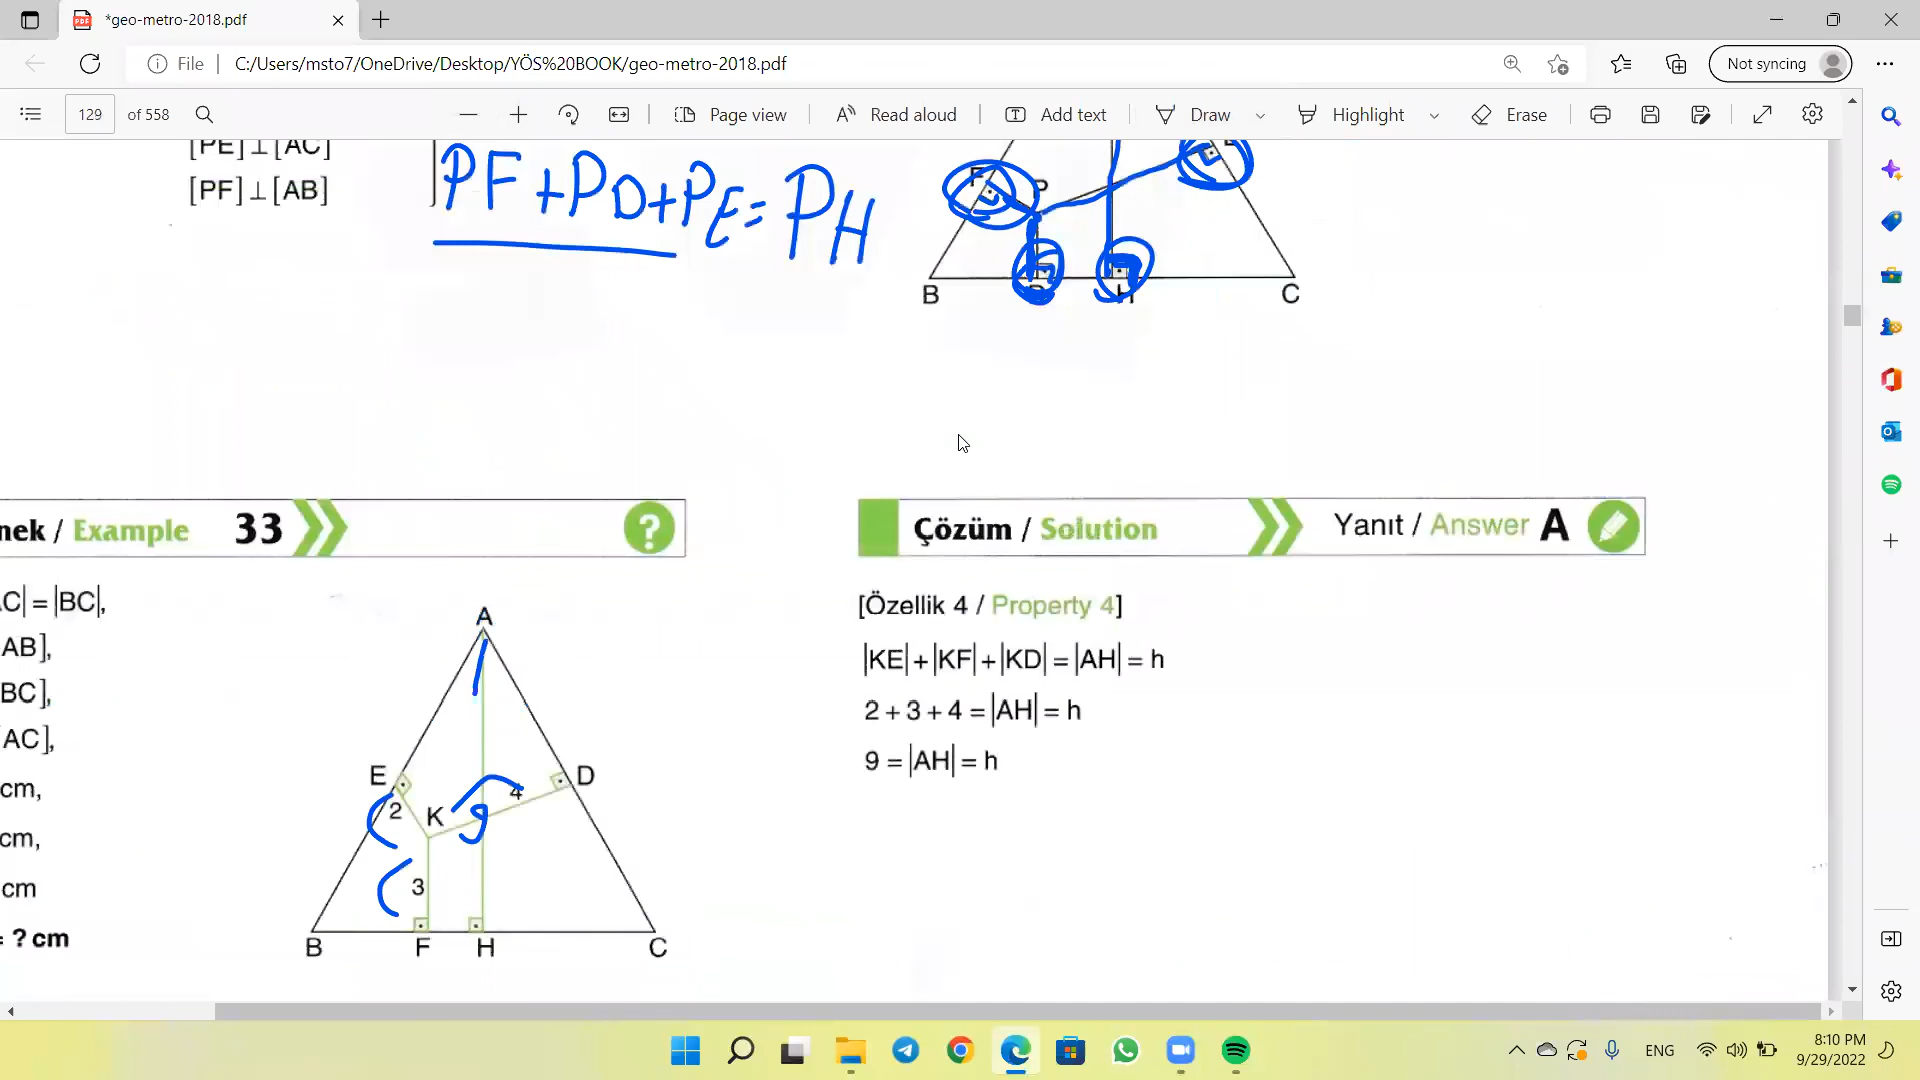 *geo-metro-2018.pdf
File
C:/Users/msto7/OneDrive/Desktop/YÖS%20BOOK/geo-metro-2018.pdf
Not syncing
129 of 558
Page view
Read aloud
Add text
Draw
Highlight
Erase
[PE]⊥[AC]
[PF]⊥[AB]
PF+PD+PE=PH
F P
B H C
nek / Example 33
?
Çözüm / Solution
Yanıt / Answer A
C|=|BC|,
AB],
BC],
AC],
cm,
cm,
cm
= ? cm
A
E D
2 K 4
9
3
B F H C
[Özellik 4 / Property 4]
|KE|+|KF|+|KD|=|AH|=h
2+3+4=|AH|=h
9=|AH|=h
ENG
8:10 PM
9/29/2022